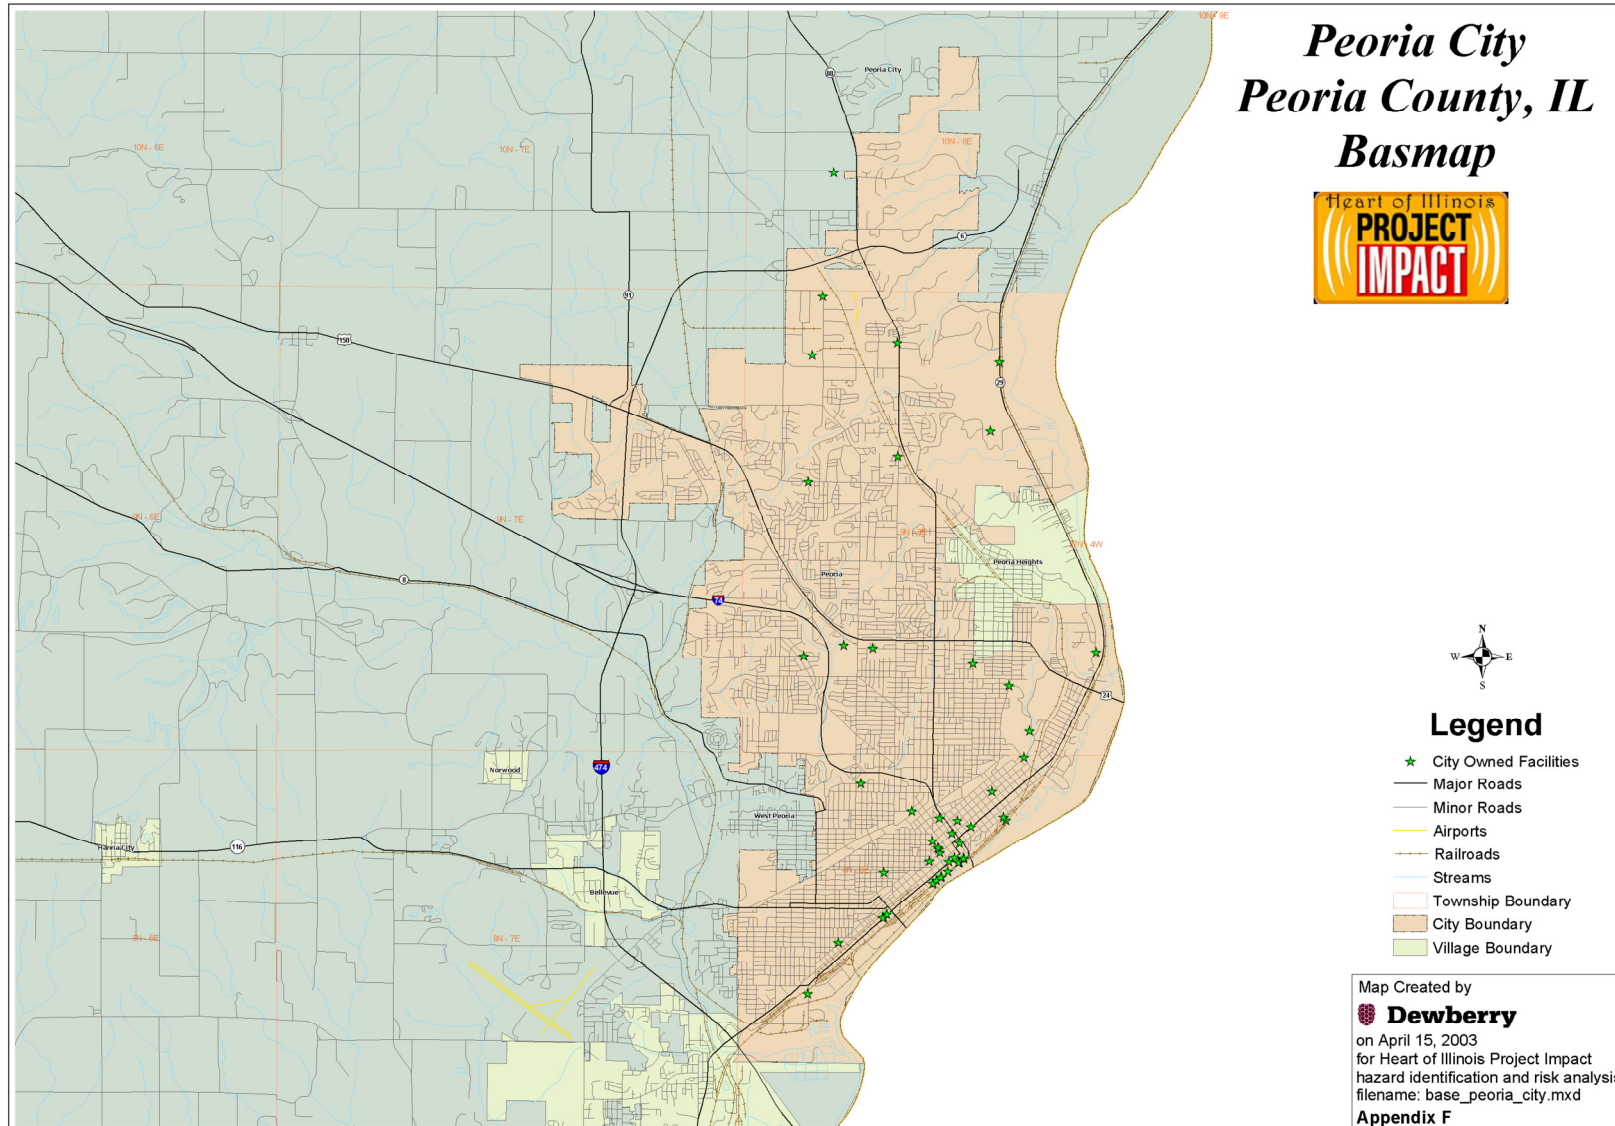 Peoria City
Peoria County, IL
Basmap
Heart of Illinois
PROJECT
IMPACT
10N - 9E
88
Peoria City
10N - 6E
10N - 7E
10N - 8E
6
91
150
29
9N - 6E
9N - 7E
Peoria Heights
8
Peoria
74
N
W E
S
24
Legend
City Owned Facilities
Major Roads
Minor Roads
Airports
Railroads
Streams
Township Boundary
City Boundary
Village Boundary
474
Norwood
West Peoria
Hanna City
116
Bellevue
8N - 6E
8N - 7E
Map Created by
Dewberry
on April 15, 2003
for Heart of Illinois Project Impact
hazard identification and risk analysis
filename: base_peoria_city.mxd
Appendix F